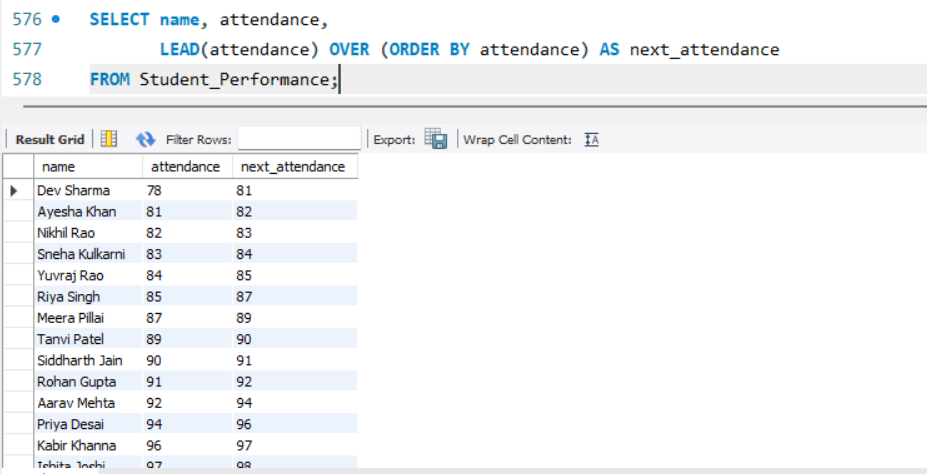 576 SELECT name, attendance,
577 LEAD(attendance) OVER (ORDER BY attendance) AS next_attendance
578 FROM Student_Performance;
Result Grid Filter Rows: Export: Wrap Cell Content:
name attendance next_attendance
Dev Sharma 78 81
Ayesha Khan 81 82
Nikhil Rao 82 83
Sneha Kulkarni 83 84
Yuvraj Rao 84 85
Riya Singh 85 87
Meera Pillai 87 89
Tanvi Patel 89 90
Siddharth Jain 90 91
Rohan Gupta 91 92
Aarav Mehta 92 94
Priya Desai 94 96
Kabir Khanna 96 97
Ishita Joshi 97 98